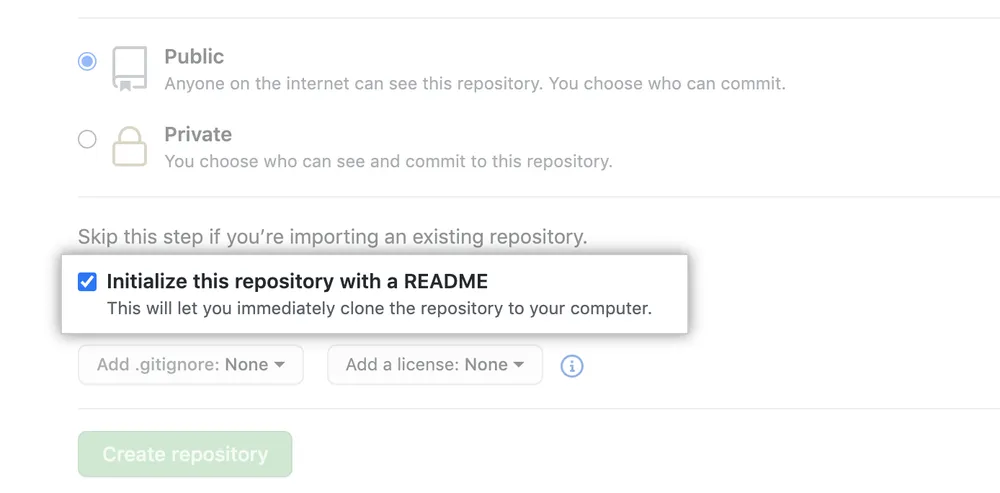 Public
Anyone on the internet can see this repository. You choose who can commit.
Private
You choose who can see and commit to this repository.
Skip this step if you’re importing an existing repository.
Initialize this repository with a README
This will let you immediately clone the repository to your computer.
Add .gitignore: None Add a license: None
Create repository